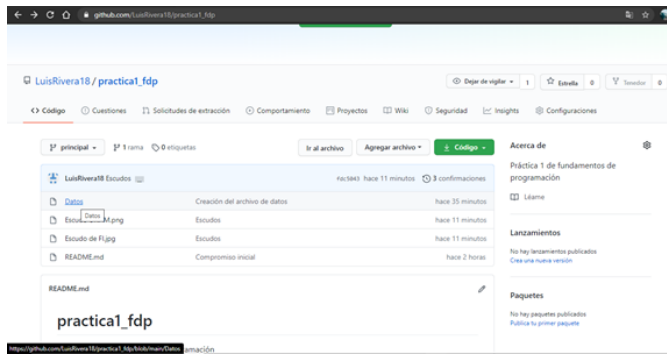 github.com/LuisRivera18/practica1_fdp
LuisRivera18 / practica1_fdp
Dejar de vigilar 1 Estrella 0 Tenedor 0
<> Código Cuestiones Solicitudes de extracción Comportamiento Proyectos Wiki Seguridad Insights Configuraciones
principal 1 rama 0 etiquetas Ir al archivo Agregar archivo Código
LuisRivera18 Escudos hace 11 minutos 3 confirmaciones
Datos Creación del archivo de datos hace 35 minutos
Datos
M.png Escudos hace 11 minutos
Escudo de FI.jpg Escudos hace 11 minutos
README.md Compromiso inicial hace 2 horas
README.md
practica1_fdp
amación
https://github.com/LuisRivera18/practica1_fdp/blob/main/Datos
Acerca de
Práctica 1 de fundamentos de
programación
Léame
Lanzamientos
No hay lanzamientos publicados
Crea una nueva versión
Paquetes
No hay paquetes publicados
Publica tu primer paquete